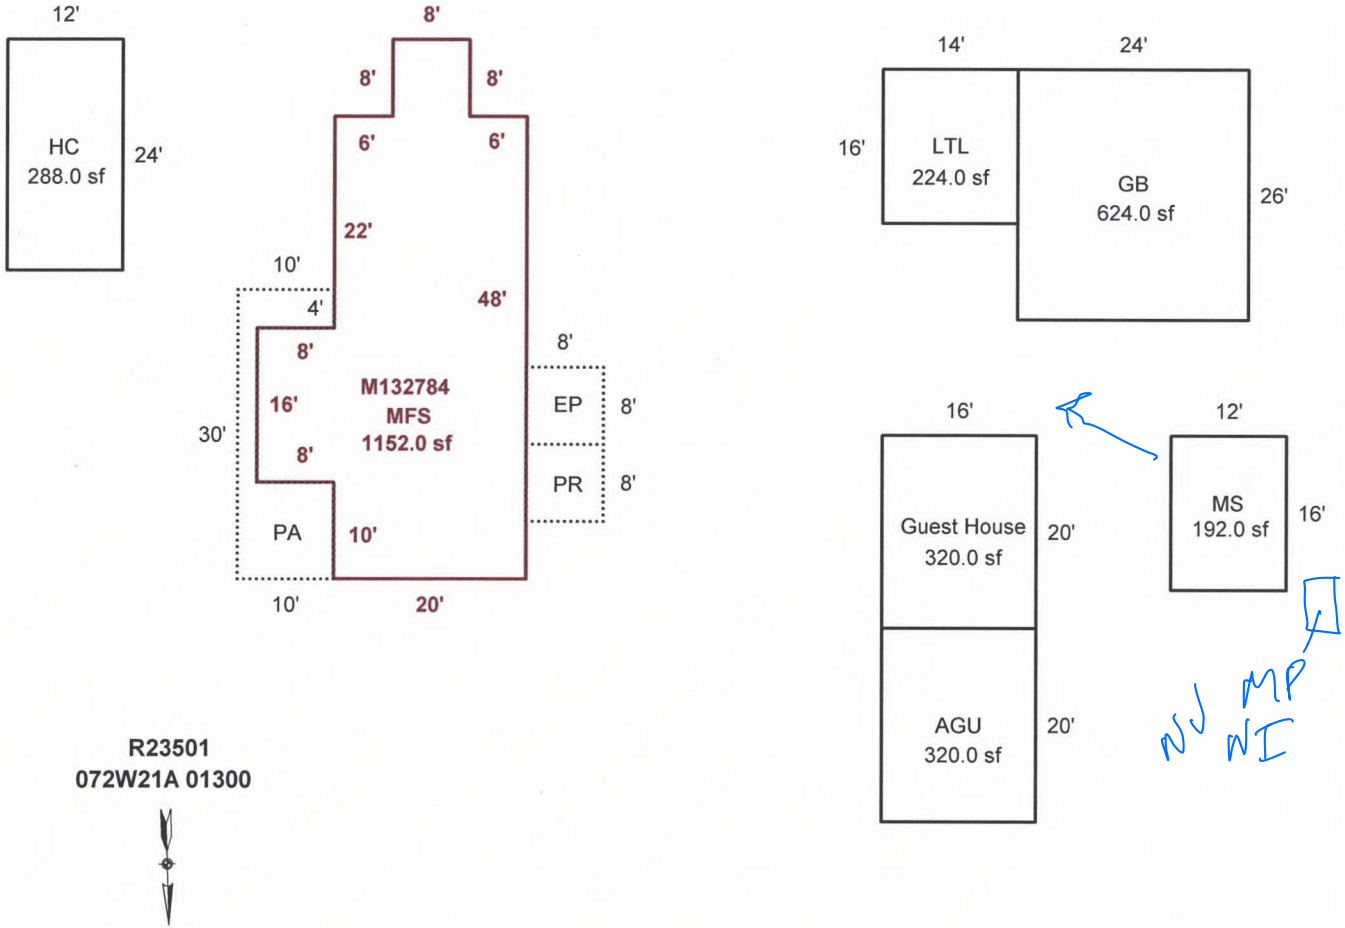 12'
HC
288.0 sf
24'
8'
8'
8'
6'
6'
22'
48'
10'
4'
8'
16'
8'
30'
M132784
MFS
1152.0 sf
8'
EP
8'
PR
8'
PA
10'
10'
20'
14'
24'
16'
LTL
224.0 sf
GB
624.0 sf
26'
16'
Guest House
320.0 sf
20'
AGU
320.0 sf
20'
12'
MS
192.0 sf
16'
MP
NV NI
R23501
072W21A 01300